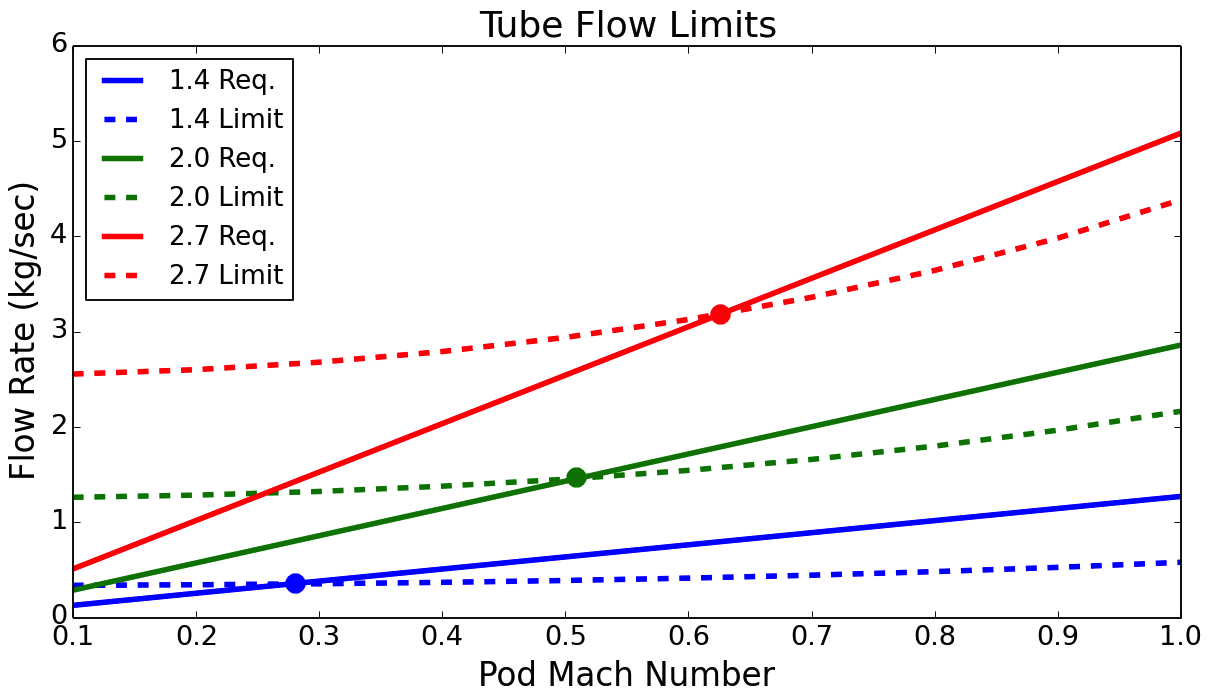 Tube Flow Limits
6
5
4
3
2
1
0
Flow Rate (kg/sec)
1.4 Req.
1.4 Limit
2.0 Req.
2.0 Limit
2.7 Req.
2.7 Limit
0.1 0.2 0.3 0.4 0.5 0.6 0.7 0.8 0.9 1.0
Pod Mach Number